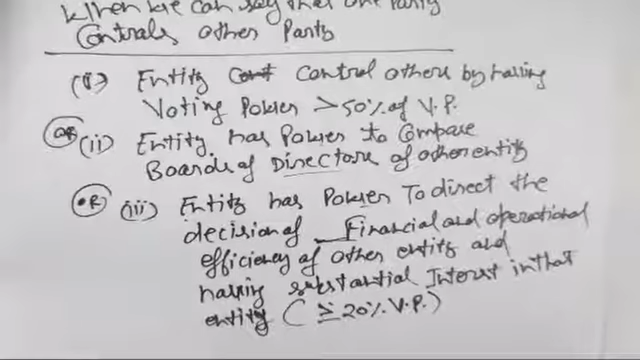 When we can say that one Party
Controls other Party
(i) Entity control others by having
Voting Power >50% of V.P.
OR (ii) Entity has Power to Compose
Boards of Directors of other entity
OR (iii) Entity has Power To direct the
decision of Financial and operational
efficiency of other entity and
having substantial Interest in that
entity ( ≥20% V.P.)